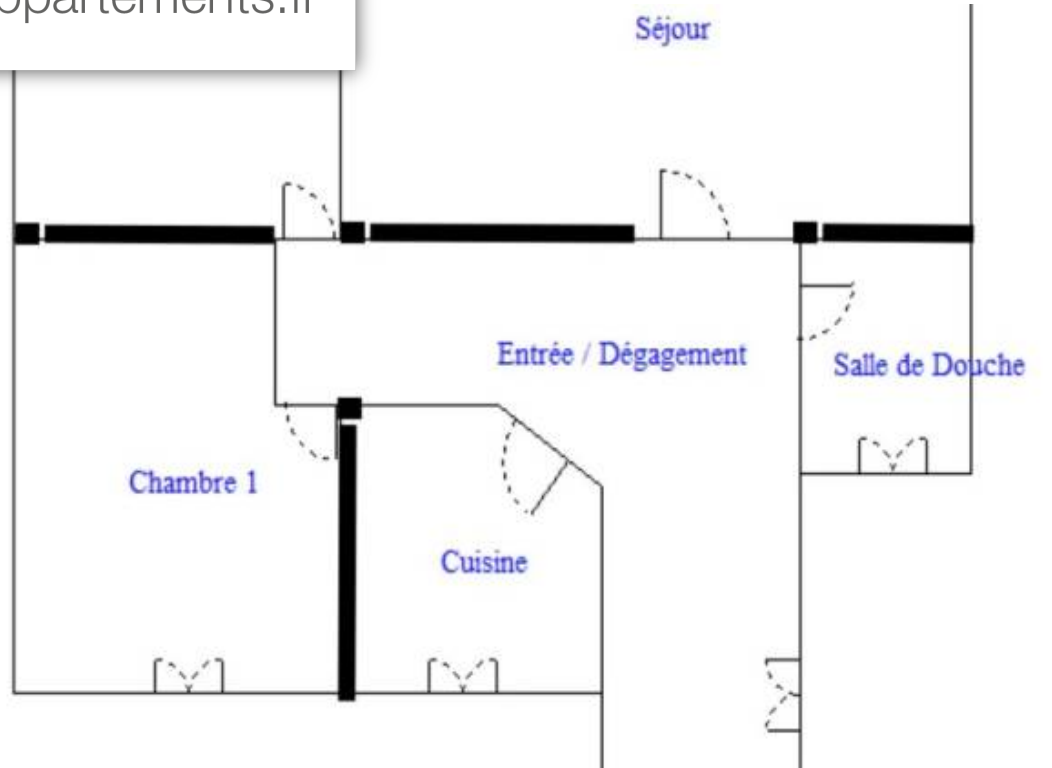 Séjour
Entrée / Dégagement
Salle de Douche
Chambre 1
Cuisine